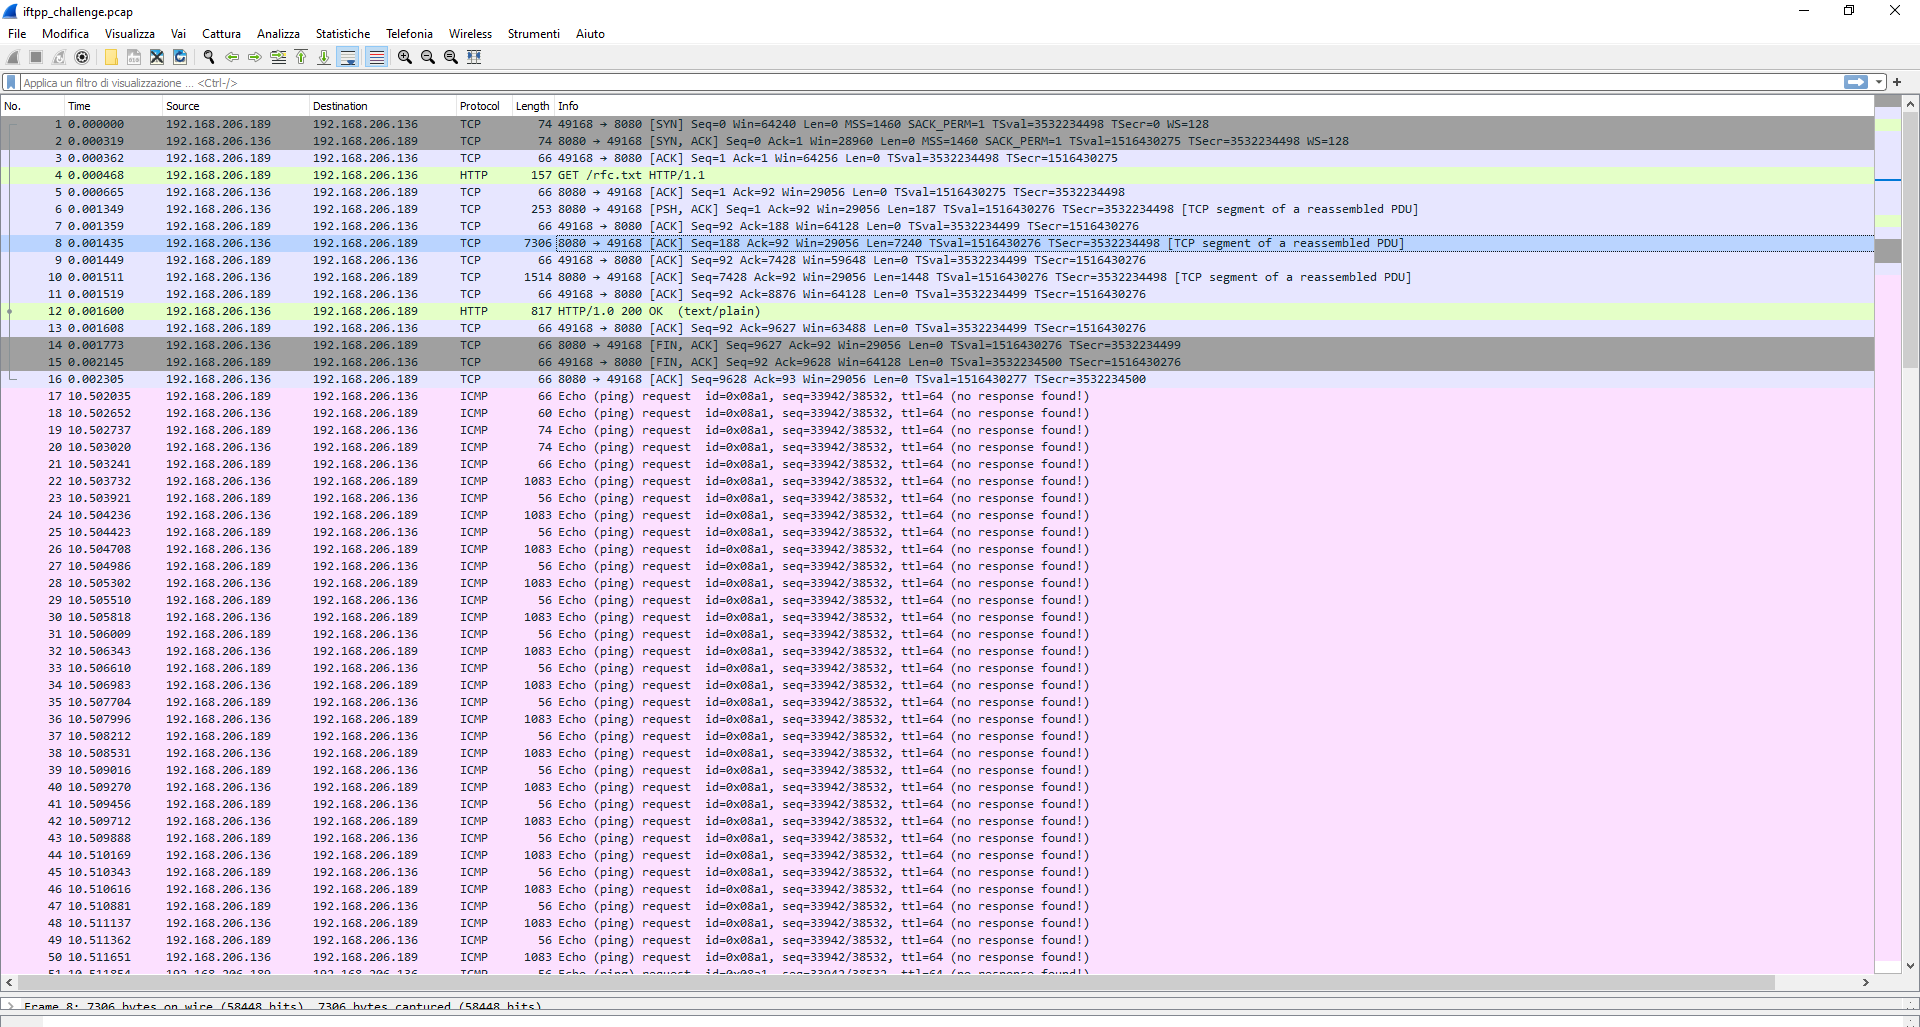 iftpp_challenge.pcap
File Modifica Visualizza Vai Cattura Analizza Statistiche Telefonia Wireless Strumenti Aiuto
Applica un filtro di visualizzazione ... <Ctrl-/>
No. Time Source Destination Protocol Length Info
1 0.000000 192.168.206.189 192.168.206.136 TCP 74 49168 → 8080 [SYN] Seq=0 Win=64240 Len=0 MSS=1460 SACK_PERM=1 TSval=3532234498 TSecr=0 WS=128
2 0.000319 192.168.206.136 192.168.206.189 TCP 74 8080 → 49168 [SYN, ACK] Seq=0 Ack=1 Win=28960 Len=0 MSS=1460 SACK_PERM=1 TSval=1516430275 TSecr=3532234498 WS=128
3 0.000362 192.168.206.189 192.168.206.136 TCP 66 49168 → 8080 [ACK] Seq=1 Ack=1 Win=64256 Len=0 TSval=3532234498 TSecr=1516430275
4 0.000468 192.168.206.189 192.168.206.136 HTTP 157 GET /rfc.txt HTTP/1.1
5 0.000665 192.168.206.136 192.168.206.189 TCP 66 8080 → 49168 [ACK] Seq=1 Ack=92 Win=29056 Len=0 TSval=1516430275 TSecr=3532234498
6 0.001349 192.168.206.136 192.168.206.189 TCP 253 8080 → 49168 [PSH, ACK] Seq=1 Ack=92 Win=29056 Len=187 TSval=1516430276 TSecr=3532234498 [TCP segment of a reassembled PDU]
7 0.001359 192.168.206.189 192.168.206.136 TCP 66 49168 → 8080 [ACK] Seq=92 Ack=188 Win=64128 Len=0 TSval=3532234499 TSecr=1516430276
8 0.001435 192.168.206.136 192.168.206.189 TCP 7306 8080 → 49168 [ACK] Seq=188 Ack=92 Win=29056 Len=7240 TSval=1516430276 TSecr=3532234498 [TCP segment of a reassembled PDU]
9 0.001449 192.168.206.189 192.168.206.136 TCP 66 49168 → 8080 [ACK] Seq=92 Ack=7428 Win=59648 Len=0 TSval=3532234499 TSecr=1516430276
10 0.001511 192.168.206.136 192.168.206.189 TCP 1514 8080 → 49168 [ACK] Seq=7428 Ack=92 Win=29056 Len=1448 TSval=1516430276 TSecr=3532234498 [TCP segment of a reassembled PDU]
11 0.001519 192.168.206.189 192.168.206.136 TCP 66 49168 → 8080 [ACK] Seq=92 Ack=8876 Win=64128 Len=0 TSval=3532234499 TSecr=1516430276
12 0.001600 192.168.206.136 192.168.206.189 HTTP 817 HTTP/1.0 200 OK (text/plain)
13 0.001608 192.168.206.189 192.168.206.136 TCP 66 49168 → 8080 [ACK] Seq=92 Ack=9627 Win=63488 Len=0 TSval=3532234499 TSecr=1516430276
14 0.001773 192.168.206.136 192.168.206.189 TCP 66 8080 → 49168 [FIN, ACK] Seq=9627 Ack=92 Win=29056 Len=0 TSval=1516430276 TSecr=3532234499
15 0.002145 192.168.206.189 192.168.206.136 TCP 66 49168 → 8080 [FIN, ACK] Seq=92 Ack=9628 Win=64128 Len=0 TSval=3532234500 TSecr=1516430276
16 0.002305 192.168.206.136 192.168.206.189 TCP 66 8080 → 49168 [ACK] Seq=9628 Ack=93 Win=29056 Len=0 TSval=1516430277 TSecr=3532234500
17 10.502035 192.168.206.189 192.168.206.136 ICMP 66 Echo (ping) request id=0x08a1, seq=33942/38532, ttl=64 (no response found!)
18 10.502652 192.168.206.136 192.168.206.189 ICMP 60 Echo (ping) request id=0x08a1, seq=33942/38532, ttl=64 (no response found!)
19 10.502737 192.168.206.189 192.168.206.136 ICMP 74 Echo (ping) request id=0x08a1, seq=33942/38532, ttl=64 (no response found!)
20 10.503020 192.168.206.136 192.168.206.189 ICMP 74 Echo (ping) request id=0x08a1, seq=33942/38532, ttl=64 (no response found!)
21 10.503241 192.168.206.189 192.168.206.136 ICMP 66 Echo (ping) request id=0x08a1, seq=33942/38532, ttl=64 (no response found!)
22 10.503732 192.168.206.136 192.168.206.189 ICMP 1083 Echo (ping) request id=0x08a1, seq=33942/38532, ttl=64 (no response found!)
23 10.503921 192.168.206.189 192.168.206.136 ICMP 56 Echo (ping) request id=0x08a1, seq=33942/38532, ttl=64 (no response found!)
24 10.504236 192.168.206.136 192.168.206.189 ICMP 1083 Echo (ping) request id=0x08a1, seq=33942/38532, ttl=64 (no response found!)
25 10.504423 192.168.206.189 192.168.206.136 ICMP 56 Echo (ping) request id=0x08a1, seq=33942/38532, ttl=64 (no response found!)
26 10.504708 192.168.206.136 192.168.206.189 ICMP 1083 Echo (ping) request id=0x08a1, seq=33942/38532, ttl=64 (no response found!)
27 10.504986 192.168.206.189 192.168.206.136 ICMP 56 Echo (ping) request id=0x08a1, seq=33942/38532, ttl=64 (no response found!)
28 10.505302 192.168.206.136 192.168.206.189 ICMP 1083 Echo (ping) request id=0x08a1, seq=33942/38532, ttl=64 (no response found!)
29 10.505510 192.168.206.189 192.168.206.136 ICMP 56 Echo (ping) request id=0x08a1, seq=33942/38532, ttl=64 (no response found!)
30 10.505818 192.168.206.136 192.168.206.189 ICMP 1083 Echo (ping) request id=0x08a1, seq=33942/38532, ttl=64 (no response found!)
31 10.506009 192.168.206.189 192.168.206.136 ICMP 56 Echo (ping) request id=0x08a1, seq=33942/38532, ttl=64 (no response found!)
32 10.506343 192.168.206.136 192.168.206.189 ICMP 1083 Echo (ping) request id=0x08a1, seq=33942/38532, ttl=64 (no response found!)
33 10.506610 192.168.206.189 192.168.206.136 ICMP 56 Echo (ping) request id=0x08a1, seq=33942/38532, ttl=64 (no response found!)
34 10.506983 192.168.206.136 192.168.206.189 ICMP 1083 Echo (ping) request id=0x08a1, seq=33942/38532, ttl=64 (no response found!)
35 10.507704 192.168.206.189 192.168.206.136 ICMP 56 Echo (ping) request id=0x08a1, seq=33942/38532, ttl=64 (no response found!)
36 10.507996 192.168.206.136 192.168.206.189 ICMP 1083 Echo (ping) request id=0x08a1, seq=33942/38532, ttl=64 (no response found!)
37 10.508212 192.168.206.189 192.168.206.136 ICMP 56 Echo (ping) request id=0x08a1, seq=33942/38532, ttl=64 (no response found!)
38 10.508531 192.168.206.136 192.168.206.189 ICMP 1083 Echo (ping) request id=0x08a1, seq=33942/38532, ttl=64 (no response found!)
39 10.509016 192.168.206.189 192.168.206.136 ICMP 56 Echo (ping) request id=0x08a1, seq=33942/38532, ttl=64 (no response found!)
40 10.509270 192.168.206.136 192.168.206.189 ICMP 1083 Echo (ping) request id=0x08a1, seq=33942/38532, ttl=64 (no response found!)
41 10.509456 192.168.206.189 192.168.206.136 ICMP 56 Echo (ping) request id=0x08a1, seq=33942/38532, ttl=64 (no response found!)
42 10.509712 192.168.206.136 192.168.206.189 ICMP 1083 Echo (ping) request id=0x08a1, seq=33942/38532, ttl=64 (no response found!)
43 10.509888 192.168.206.189 192.168.206.136 ICMP 56 Echo (ping) request id=0x08a1, seq=33942/38532, ttl=64 (no response found!)
44 10.510169 192.168.206.136 192.168.206.189 ICMP 1083 Echo (ping) request id=0x08a1, seq=33942/38532, ttl=64 (no response found!)
45 10.510343 192.168.206.189 192.168.206.136 ICMP 56 Echo (ping) request id=0x08a1, seq=33942/38532, ttl=64 (no response found!)
46 10.510616 192.168.206.136 192.168.206.189 ICMP 1083 Echo (ping) request id=0x08a1, seq=33942/38532, ttl=64 (no response found!)
47 10.510881 192.168.206.189 192.168.206.136 ICMP 56 Echo (ping) request id=0x08a1, seq=33942/38532, ttl=64 (no response found!)
48 10.511137 192.168.206.136 192.168.206.189 ICMP 1083 Echo (ping) request id=0x08a1, seq=33942/38532, ttl=64 (no response found!)
49 10.511362 192.168.206.189 192.168.206.136 ICMP 56 Echo (ping) request id=0x08a1, seq=33942/38532, ttl=64 (no response found!)
50 10.511651 192.168.206.136 192.168.206.189 ICMP 1083 Echo (ping) request id=0x08a1, seq=33942/38532, ttl=64 (no response found!)
51 10.511854 192.168.206.189 192.168.206.136 ICMP 56 Echo (ping) request id=0x08a1, seq=33942/38532, ttl=64 (no response found!)
Frame 8: 7306 bytes on wire (58448 bits), 7306 bytes captured (58448 bits)